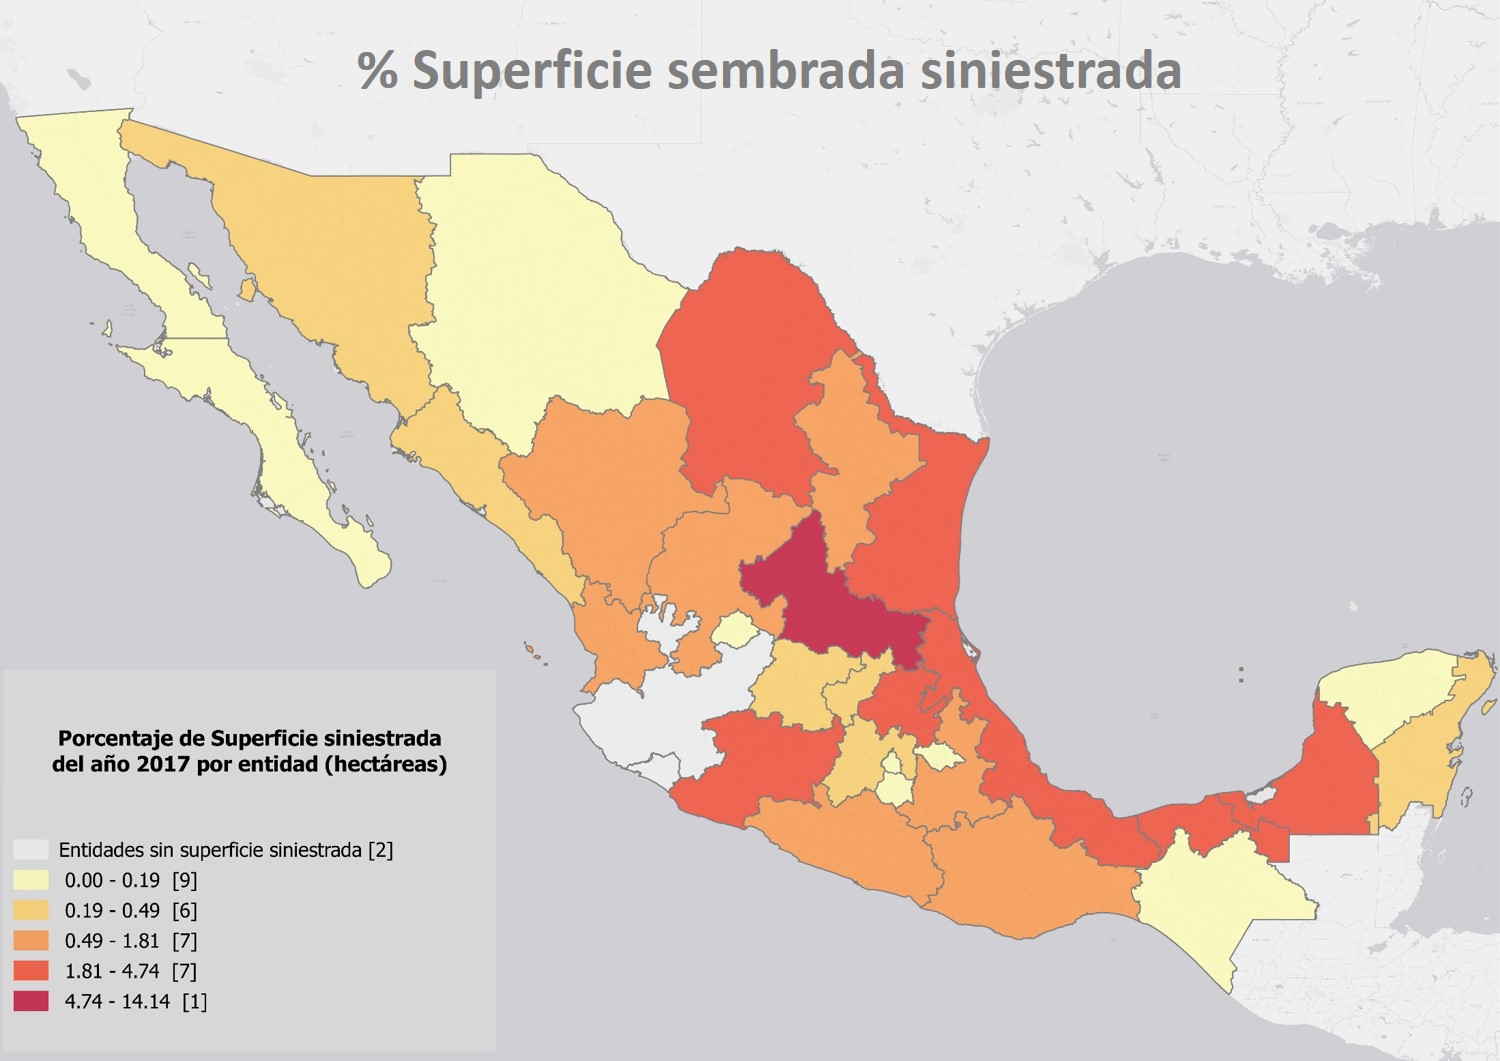 % Superficie sembrada siniestrada
Porcentaje de Superficie siniestrada
del año 2017 por entidad (hectáreas)
Entidades sin superficie siniestrada [2]
0.00 - 0.19 [9]
0.19 - 0.49 [6]
0.49 - 1.81 [7]
1.81 - 4.74 [7]
4.74 - 14.14 [1]